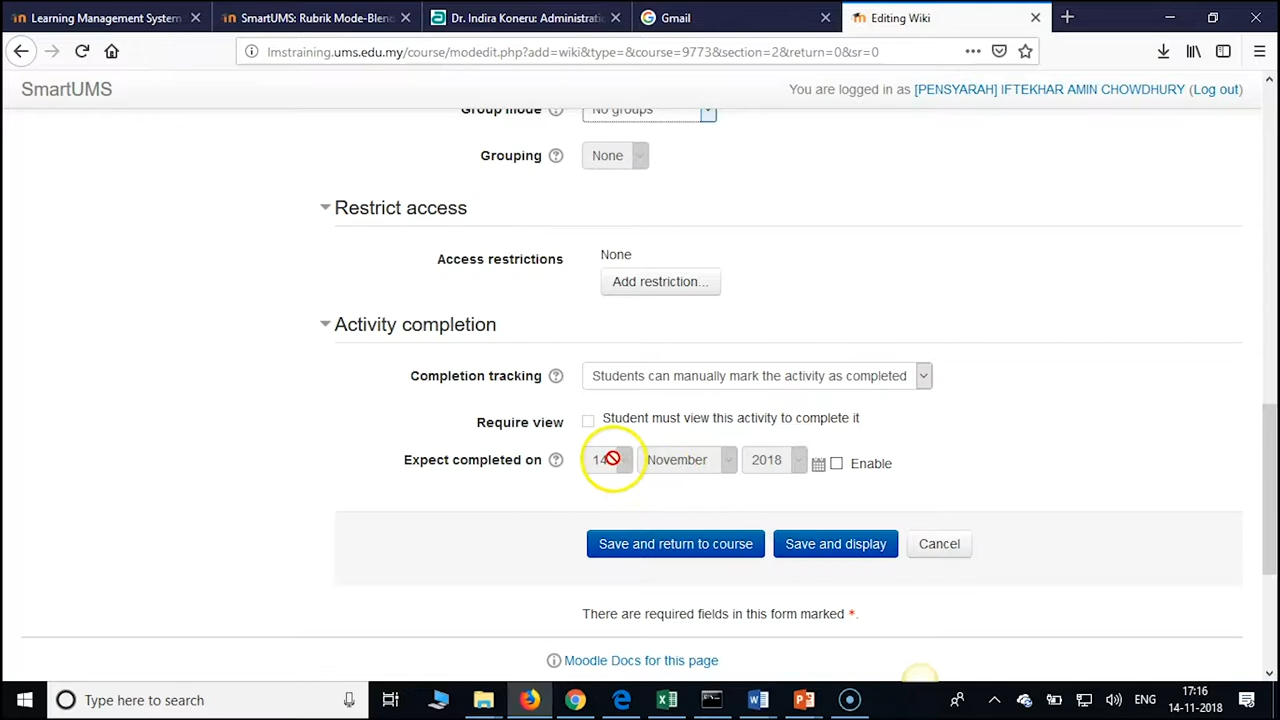 Learning Management System
SmartUMS: Rubrik Mode-Blend
Dr. Indira Koneru: Administratio
Gmail
Editing Wiki
lmstraining.ums.edu.my/course/modedit.php?add=wiki&type=&course=9773&section=2&return=0&sr=0
SmartUMS
You are logged in as [PENSYARAH] IFTEKHAR AMIN CHOWDHURY (Log out)
Group mode No groups
Grouping None
Restrict access
Access restrictions None
Add restriction...
Activity completion
Completion tracking Students can manually mark the activity as completed
Require view Student must view this activity to complete it
Expect completed on 14 November 2018 Enable
Save and return to course Save and display Cancel
There are required fields in this form marked *.
Moodle Docs for this page
Type here to search
ENG
17:16
14-11-2018